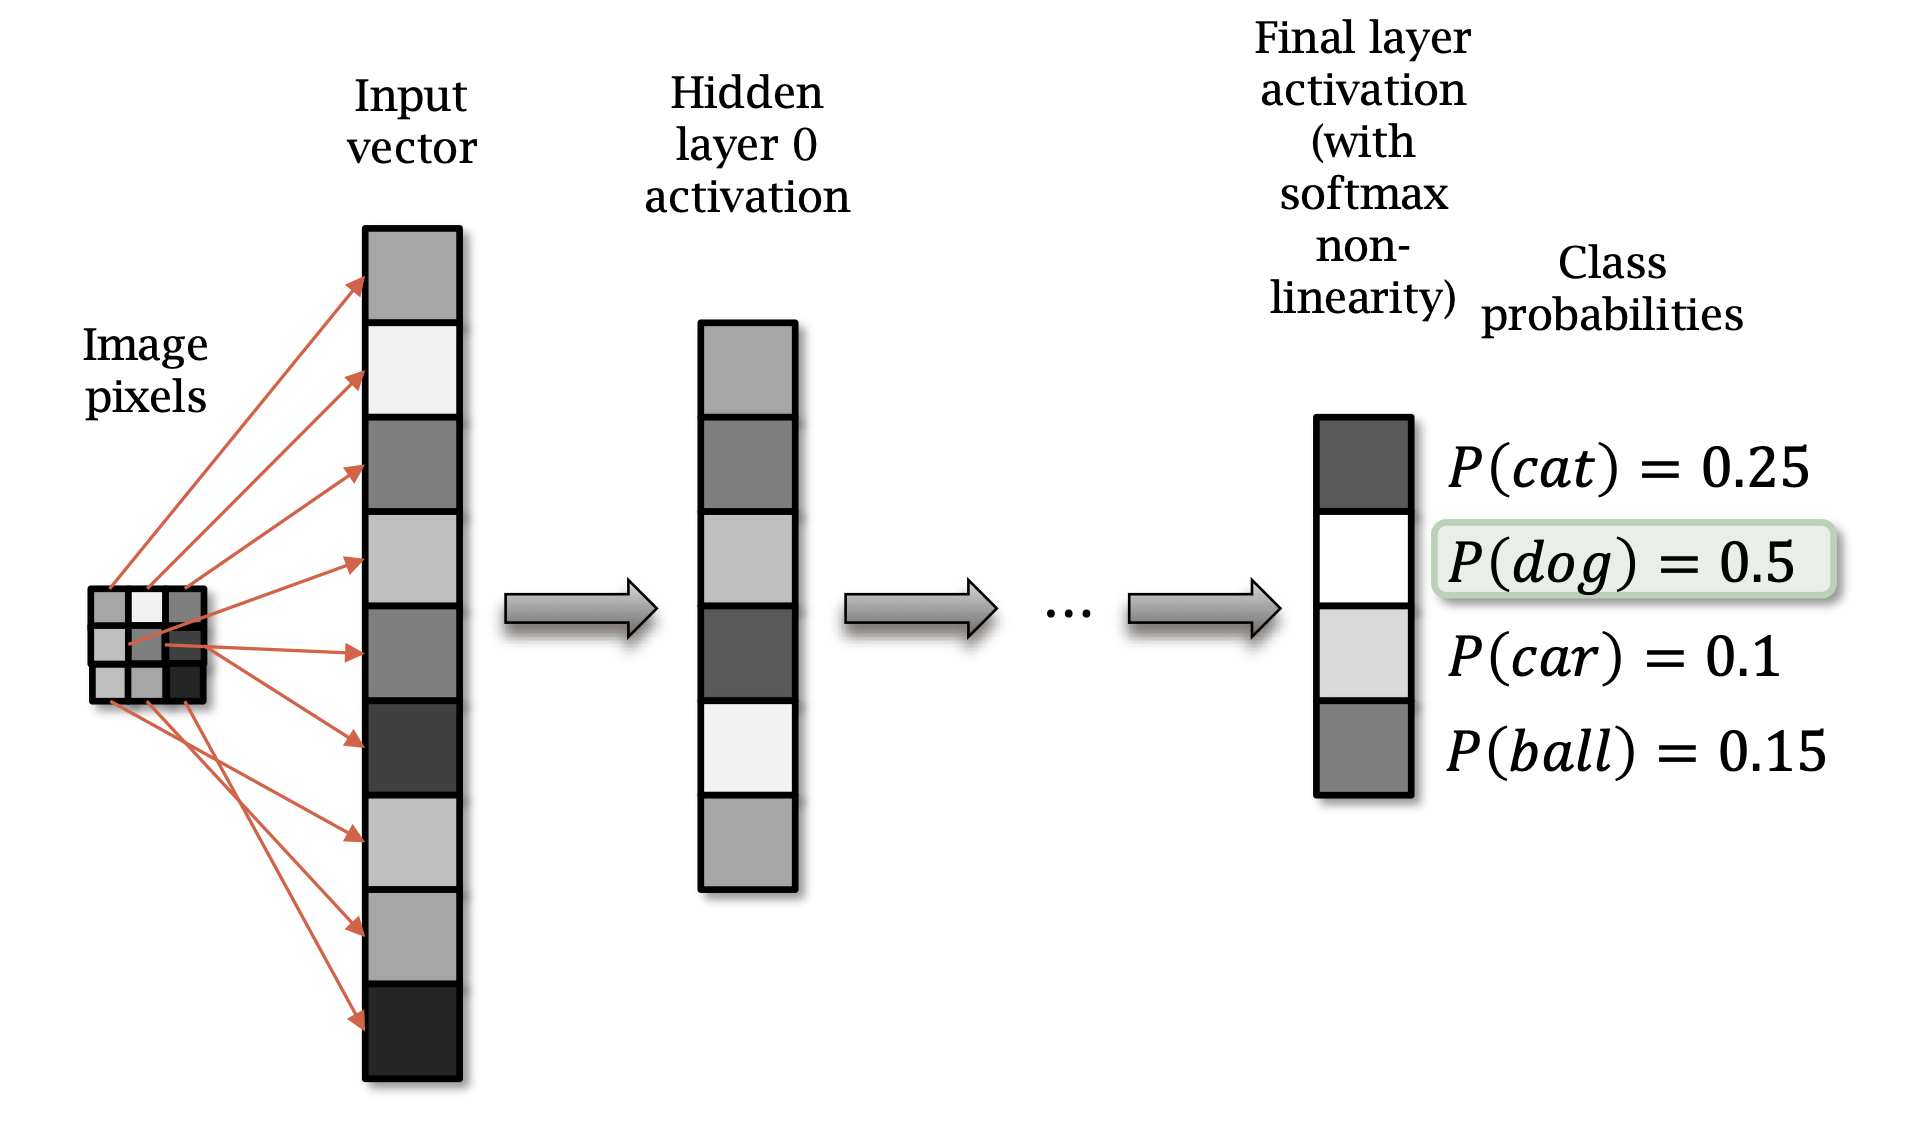 Image
pixels
Input
vector
Hidden
layer 0
activation
...
Final layer
activation
(with
softmax
non-
linearity)
Class
probabilities
P(cat) = 0.25
P(dog) = 0.5
P(car) = 0.1
P(ball) = 0.15